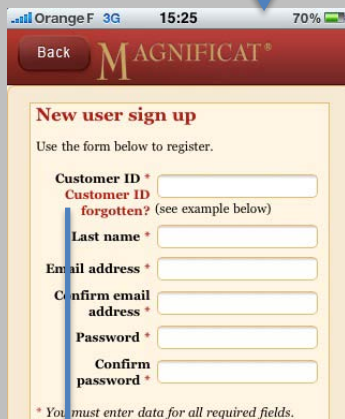 Orange F 3G 15:25 70%
Back MAGNIFICAT®
New user sign up
Use the form below to register.
Customer ID *
Customer ID
forgotten? (see example below)
Last name *
Email address *
Confirm email
address *
Password *
Confirm
password *
* You must enter data for all required fields.